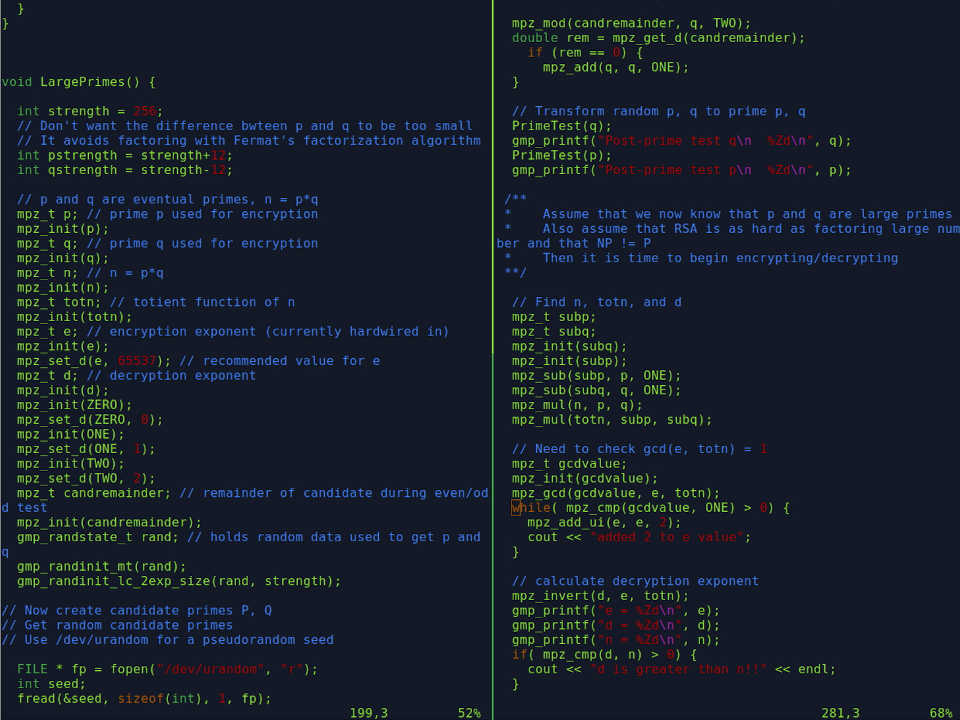 }
}
void LargePrimes() {
  int strength = 256;
  // Don't want the difference bwteen p and q to be too small
  // It avoids factoring with Fermat's factorization algorithm
  int pstrength = strength+12;
  int qstrength = strength-12;
  // p and q are eventual primes, n = p*q
  mpz_t p; // prime p used for encryption
  mpz_init(p);
  mpz_t q; // prime q used for encryption
  mpz_init(q);
  mpz_t n; // n = p*q
  mpz_init(n);
  mpz_t totn; // totient function of n
  mpz_init(totn);
  mpz_t e; // encryption exponent (currently hardwired in)
  mpz_init(e);
  mpz_set_d(e, 65537); // recommended value for e
  mpz_t d; // decryption exponent
  mpz_init(d);
  mpz_init(ZERO);
  mpz_set_d(ZERO, 0);
  mpz_init(ONE);
  mpz_set_d(ONE, 1);
  mpz_init(TWO);
  mpz_set_d(TWO, 2);
  mpz_t candremainder; // remainder of candidate during even/od
d test
  mpz_init(candremainder);
  gmp_randstate_t rand; // holds random data used to get p and
q
  gmp_randinit_mt(rand);
  gmp_randinit_lc_2exp_size(rand, strength);
// Now create candidate primes P, Q
// Get random candidate primes
// Use /dev/urandom for a pseudorandom seed
  FILE * fp = fopen("/dev/urandom", "r");
  int seed;
  fread(&seed, sizeof(int), 1, fp);
199,3 52%
  mpz_mod(candremainder, q, TWO);
  double rem = mpz_get_d(candremainder);
    if (rem == 0) {
      mpz_add(q, q, ONE);
  }
  // Transform random p, q to prime p, q
  PrimeTest(q);
  gmp_printf("Post-prime test q\n  %Zd\n", q);
  PrimeTest(p);
  gmp_printf("Post-prime test p\n  %Zd\n", p);
 /**
 *    Assume that we now know that p and q are large primes
 *    Also assume that RSA is as hard as factoring large num
ber and that NP != P
 *    Then it is time to begin encrypting/decrypting
 **/
  // Find n, totn, and d
  mpz_t subp;
  mpz_t subq;
  mpz_init(subq);
  mpz_init(subp);
  mpz_sub(subp, p, ONE);
  mpz_sub(subq, q, ONE);
  mpz_mul(n, p, q);
  mpz_mul(totn, subp, subq);
  // Need to check gcd(e, totn) = 1
  mpz_t gcdvalue;
  mpz_init(gcdvalue);
  mpz_gcd(gcdvalue, e, totn);
  while( mpz_cmp(gcdvalue, ONE) > 0) {
    mpz_add_ui(e, e, 2);
    cout << "added 2 to e value";
  }
  // calculate decryption exponent
  mpz_invert(d, e, totn);
  gmp_printf("e = %Zd\n", e);
  gmp_printf("d = %Zd\n", d);
  gmp_printf("n = %Zd\n", n);
  if( mpz_cmp(d, n) > 0) {
    cout << "d is greater than n!!" << endl;
  }
281,3 68%